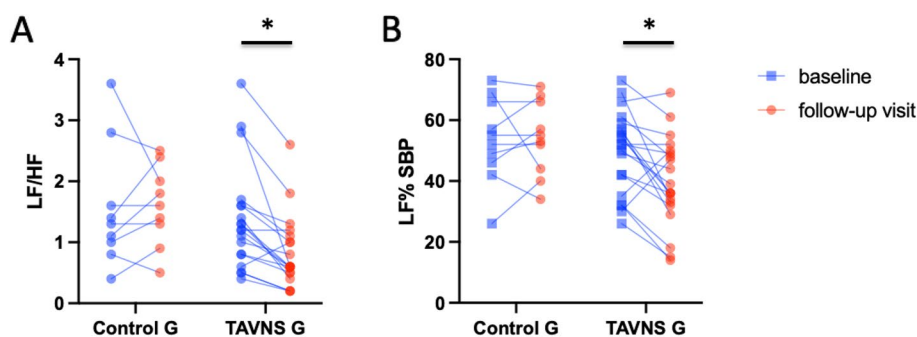 A
B
*
*
4
3
2
1
0
LF/HF
Control G
TAVNS G
80
60
40
20
0
LF% SBP
Control G
TAVNS G
baseline
follow-up visit